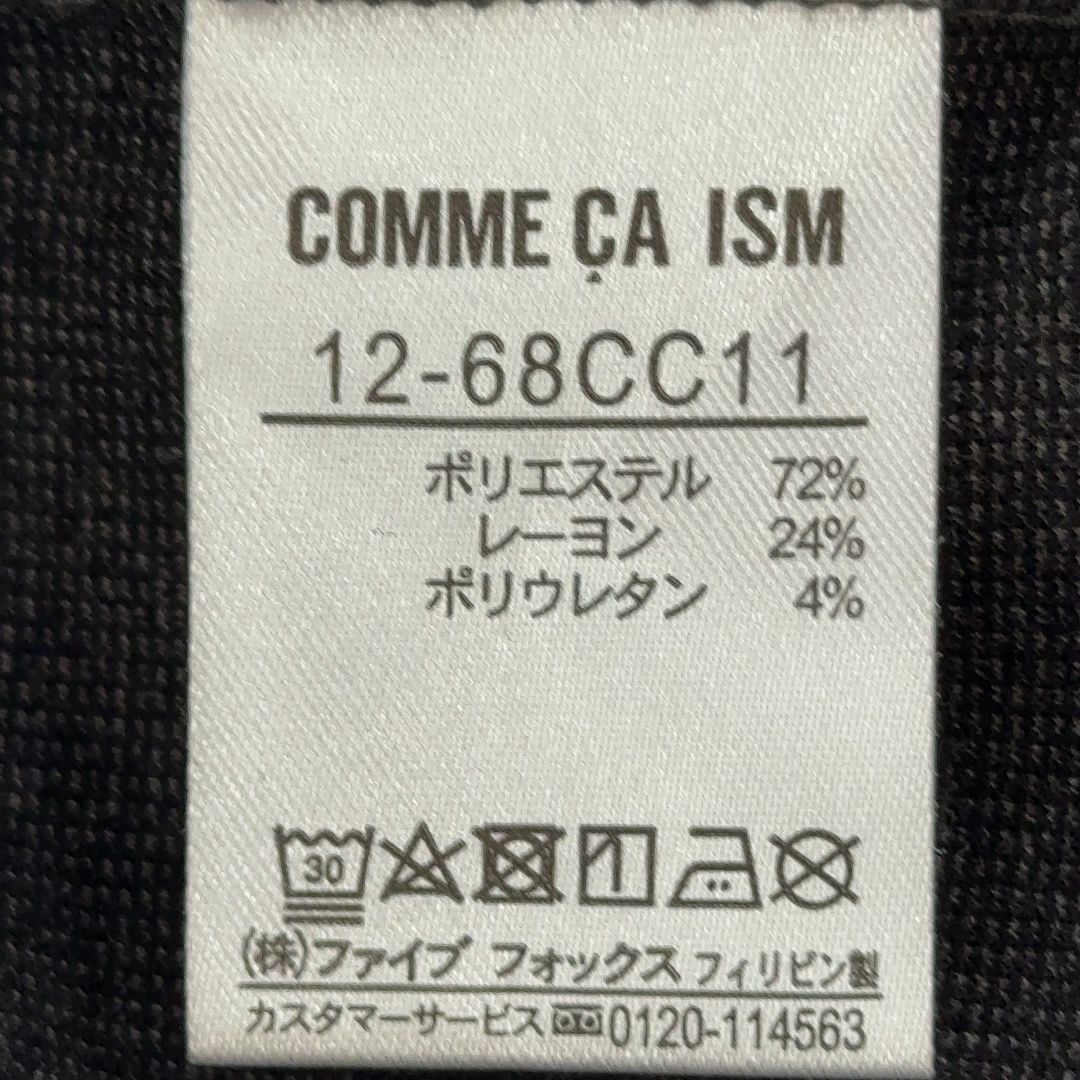 COMME ÇA ISM
12-68CC11
ポリエステル 72%
レーヨン 24%
ポリウレタン 4%
30
(株)ファイブ フォックス フィリピン製
カスタマーサービス 0120-114563